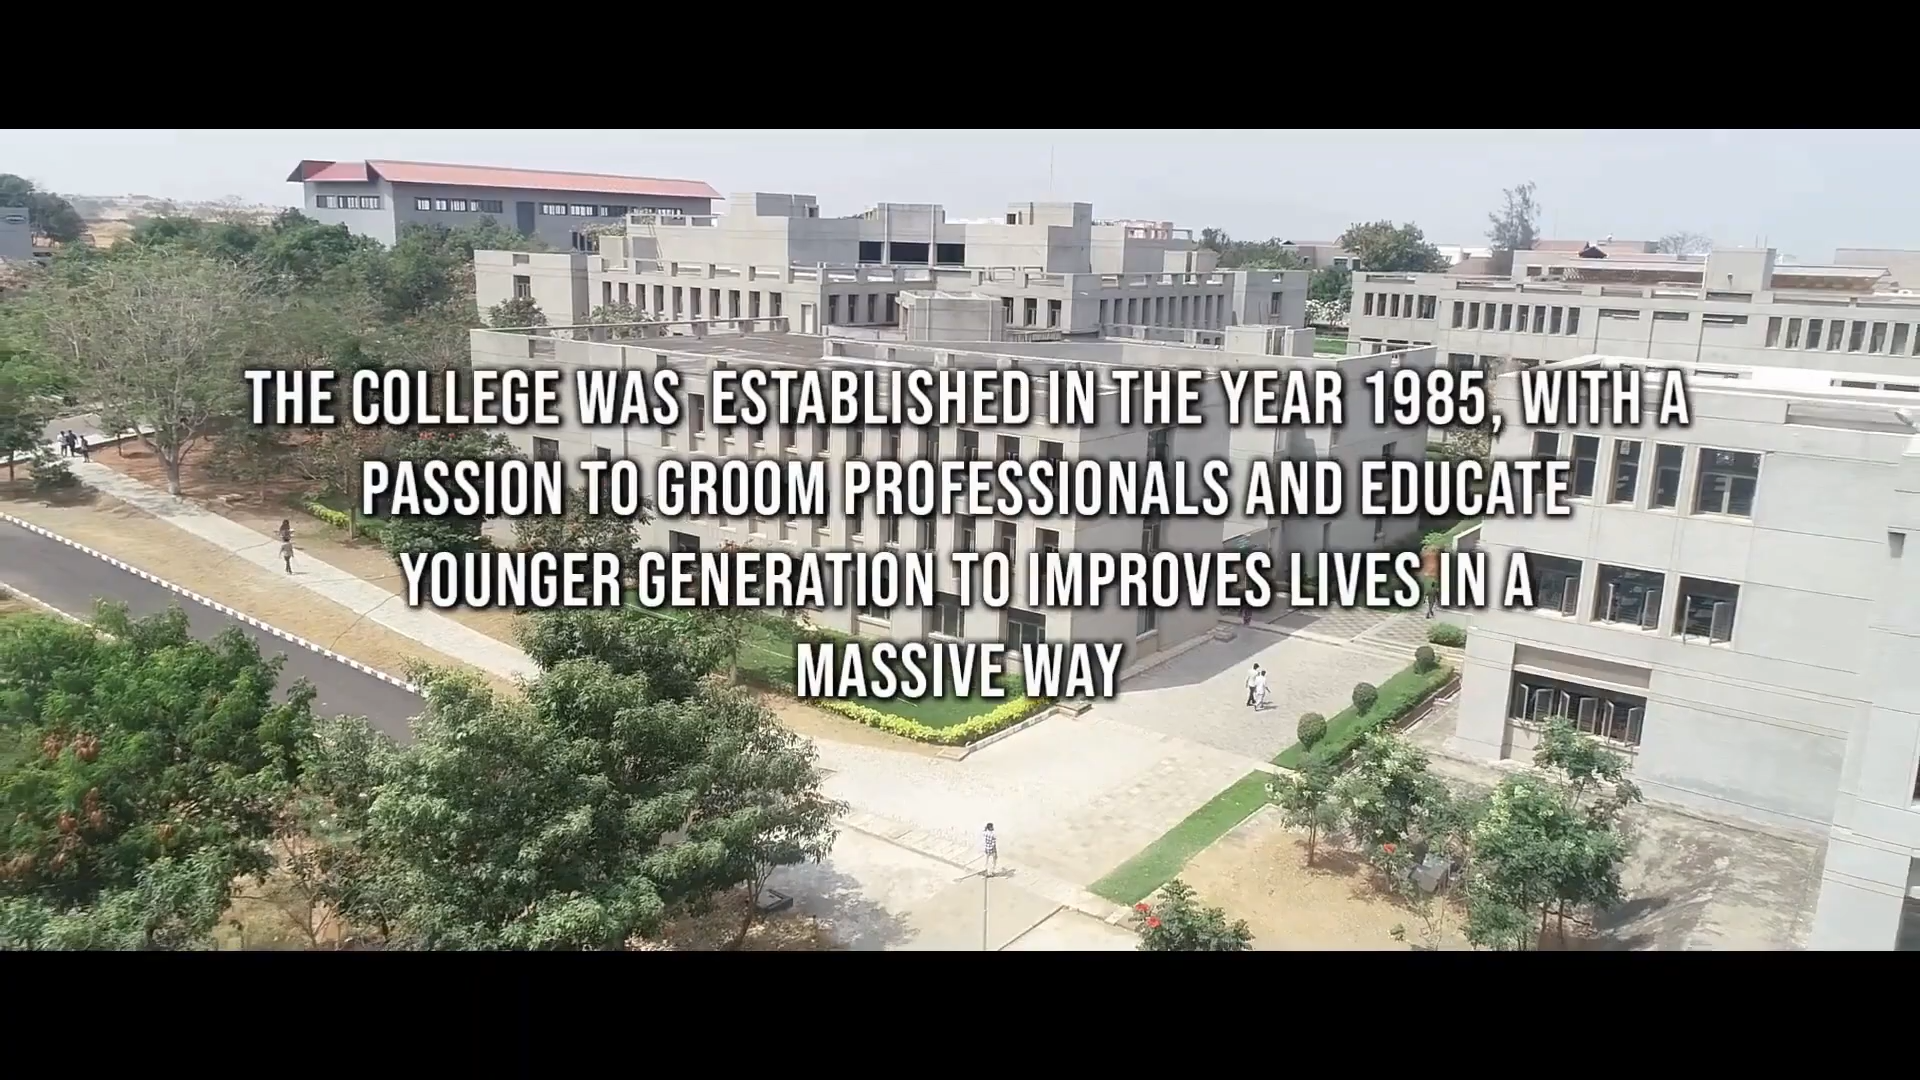 THE COLLEGE WAS  ESTABLISHED IN THE YEAR 1985, WITH A
PASSION TO GROOM PROFESSIONALS AND EDUCATE
YOUNGER GENERATION TO IMPROVES LIVES IN A
MASSIVE WAY